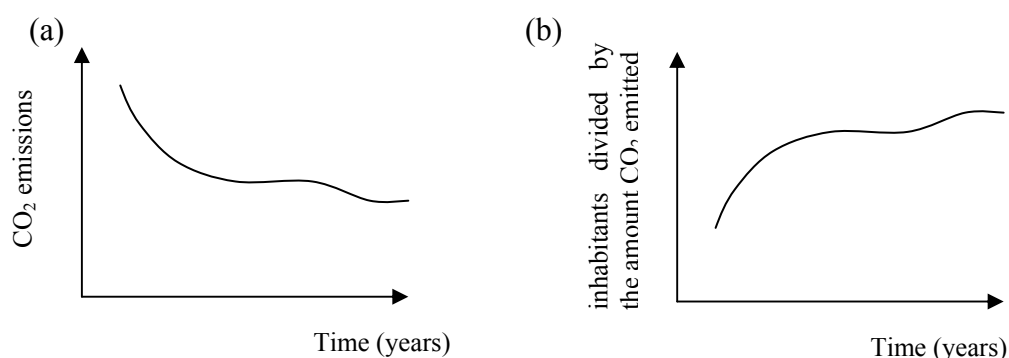 (a)
CO₂ emissions
Time (years)
(b)
inhabitants divided by
the amount CO₂ emitted
Time (years)